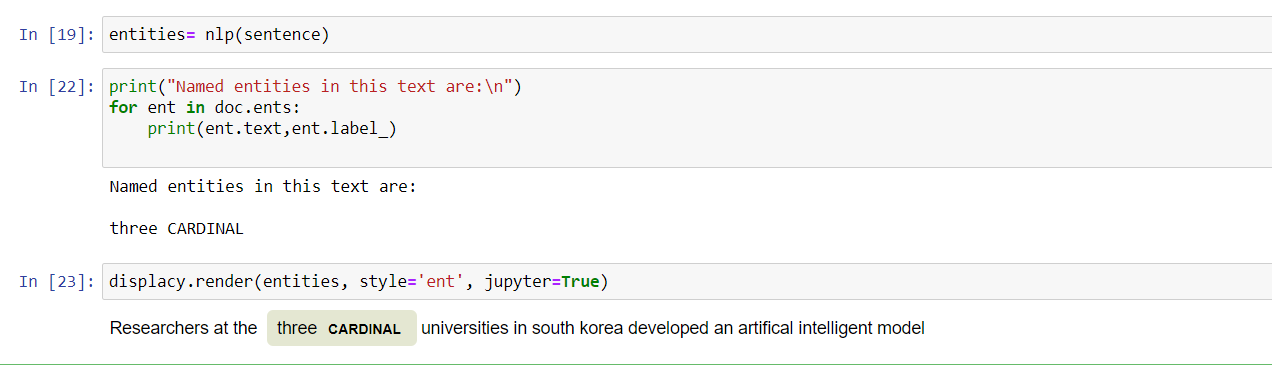 In [19]: entities= nlp(sentence)
In [22]: print("Named entities in this text are:\n")
for ent in doc.ents:
    print(ent.text,ent.label_)
Named entities in this text are:
three CARDINAL
In [23]: displacy.render(entities, style='ent', jupyter=True)
Researchers at the three CARDINAL universities in south korea developed an artifical intelligent model